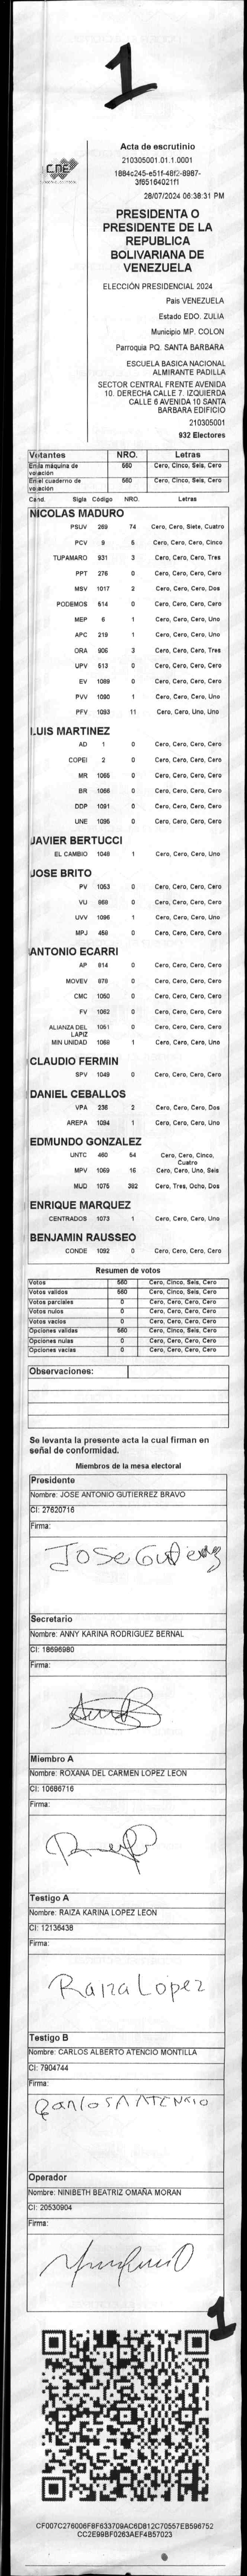 1
CNE
Acta de escrutinio
210305001.01.1.0001
1884c245-e51f-48f2-8987-
3f65164021f1
28/07/2024 06:38:31 PM
PRESIDENTA O
PRESIDENTE DE LA
REPUBLICA
BOLIVARIANA DE
VENEZUELA
ELECCIÓN PRESIDENCIAL 2024
Pais VENEZUELA
Estado EDO. ZULIA
Municipio MP. COLON
Parroquia PQ. SANTA BARBARA
ESCUELA BASICA NACIONAL
ALMIRANTE PADILLA
SECTOR CENTRAL FRENTE AVENIDA
10. DERECHA CALLE 7. IZQUIERDA
CALLE 6 AVENIDA 10 SANTA
BARBARA EDIFICIO
210305001
932 Electores
Votantes NRO. Letras
En la máquina de votación 560 Cero, Cinco, Seis, Cero
En el cuaderno de votación 560 Cero, Cinco, Seis, Cero
Cand. Sigla Código NRO. Letras
NICOLAS MADURO
PSUV 269 74 Cero, Cero, Siete, Cuatro
PCV 9 5 Cero, Cero, Cero, Cinco
TUPAMARO 931 3 Cero, Cero, Cero, Tres
PPT 276 0 Cero, Cero, Cero, Cero
MSV 1017 2 Cero, Cero, Cero, Dos
PODEMOS 514 0 Cero, Cero, Cero, Cero
MEP 6 1 Cero, Cero, Cero, Uno
APC 219 1 Cero, Cero, Cero, Uno
ORA 906 3 Cero, Cero, Cero, Tres
UPV 513 0 Cero, Cero, Cero, Cero
EV 1089 0 Cero, Cero, Cero, Cero
PVV 1090 1 Cero, Cero, Cero, Uno
PFV 1093 11 Cero, Cero, Uno, Uno
LUIS MARTINEZ
AD 1 0 Cero, Cero, Cero, Cero
COPEI 2 0 Cero, Cero, Cero, Cero
MR 1065 0 Cero, Cero, Cero, Cero
BR 1066 0 Cero, Cero, Cero, Cero
DDP 1091 0 Cero, Cero, Cero, Cero
UNE 1095 0 Cero, Cero, Cero, Cero
JAVIER BERTUCCI
EL CAMBIO 1048 1 Cero, Cero, Cero, Uno
JOSE BRITO
PV 1053 0 Cero, Cero, Cero, Cero
VU 868 0 Cero, Cero, Cero, Cero
UVV 1096 1 Cero, Cero, Cero, Uno
MPJ 458 0 Cero, Cero, Cero, Cero
ANTONIO ECARRI
AP 814 0 Cero, Cero, Cero, Cero
MOVEV 878 0 Cero, Cero, Cero, Cero
CMC 1050 0 Cero, Cero, Cero, Cero
FV 1062 0 Cero, Cero, Cero, Cero
ALIANZA DEL LAPIZ 1051 0 Cero, Cero, Cero, Cero
MIN UNIDAD 1068 1 Cero, Cero, Cero, Uno
CLAUDIO FERMIN
SPV 1049 0 Cero, Cero, Cero, Cero
DANIEL CEBALLOS
VPA 236 2 Cero, Cero, Cero, Dos
AREPA 1094 1 Cero, Cero, Cero, Uno
EDMUNDO GONZALEZ
UNTC 460 54 Cero, Cero, Cinco, Cuatro
MPV 1069 16 Cero, Cero, Uno, Seis
MUD 1075 382 Cero, Tres, Ocho, Dos
ENRIQUE MARQUEZ
CENTRADOS 1073 1 Cero, Cero, Cero, Uno
BENJAMIN RAUSSEO
CONDE 1092 0 Cero, Cero, Cero, Cero
Resumen de votos
Votos 560 Cero, Cinco, Seis, Cero
Votos validos 560 Cero, Cinco, Seis, Cero
Votos parciales 0 Cero, Cero, Cero, Cero
Votos nulos 0 Cero, Cero, Cero, Cero
Votos vacios 0 Cero, Cero, Cero, Cero
Opciones validas 560 Cero, Cinco, Seis, Cero
Opciones nulas 0 Cero, Cero, Cero, Cero
Opciones vacias 0 Cero, Cero, Cero, Cero
Observaciones:
Se levanta la presente acta la cual firman en
señal de conformidad.
Miembros de la mesa electoral
Presidente
Nombre: JOSE ANTONIO GUTIERREZ BRAVO
CI: 27620716
Firma:
Jose Gutierrez
Secretario
Nombre: ANNY KARINA RODRIGUEZ BERNAL
CI: 18696980
Firma:
Miembro A
Nombre: ROXANA DEL CARMEN LOPEZ LEON
CI: 10686716
Firma:
Testigo A
Nombre: RAIZA KARINA LOPEZ LEON
CI: 12136438
Firma:
Raiza Lopez
Testigo B
Nombre: CARLOS ALBERTO ATENCIO MONTILLA
CI: 7904744
Firma:
Carlos A ATENCIO
Operador
Nombre: NINIBETH BEATRIZ OMAÑA MORAN
CI: 20530904
Firma:
1
CF007C276006F8F633709AC6D812C70557EB596752
CC2E99BF0263AEF4B57023